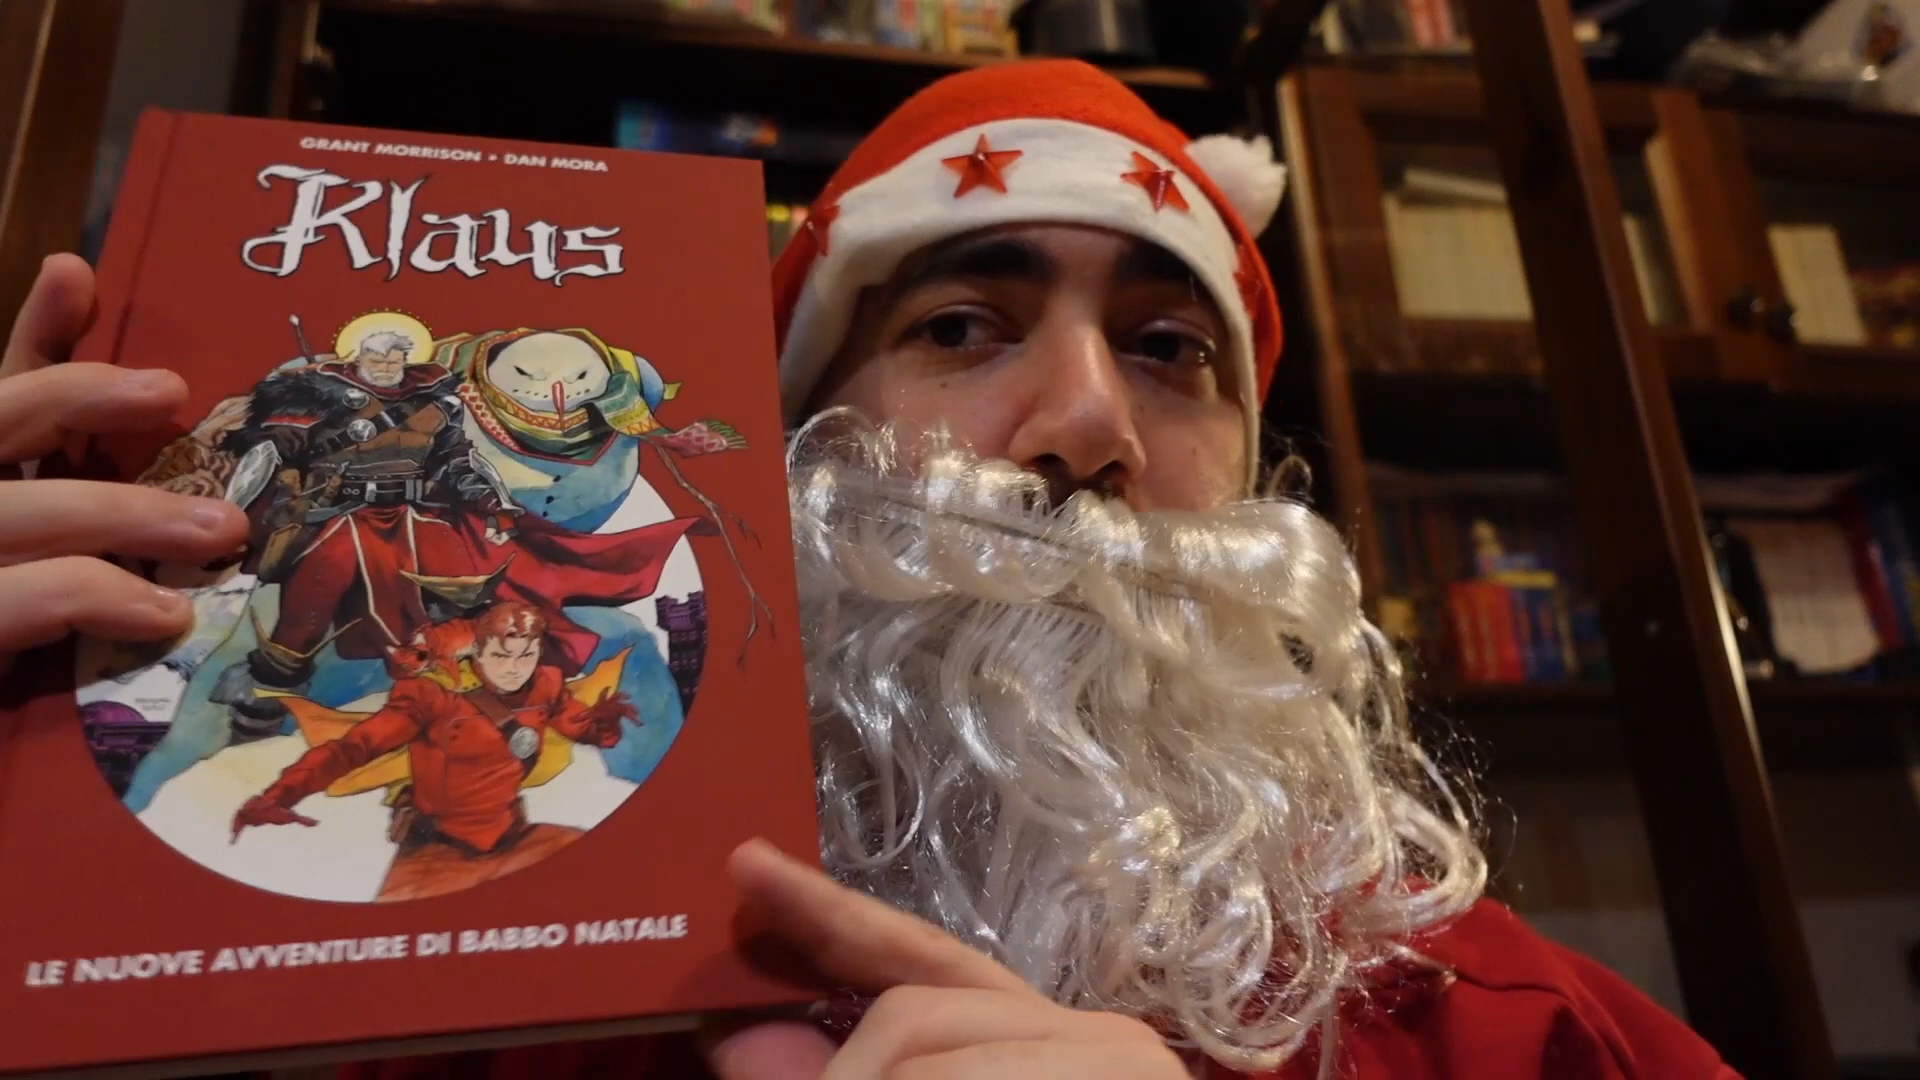 GRANT MORRISON • DAN MORA
Klaus
LE NUOVE AVVENTURE DI BABBO NATALE